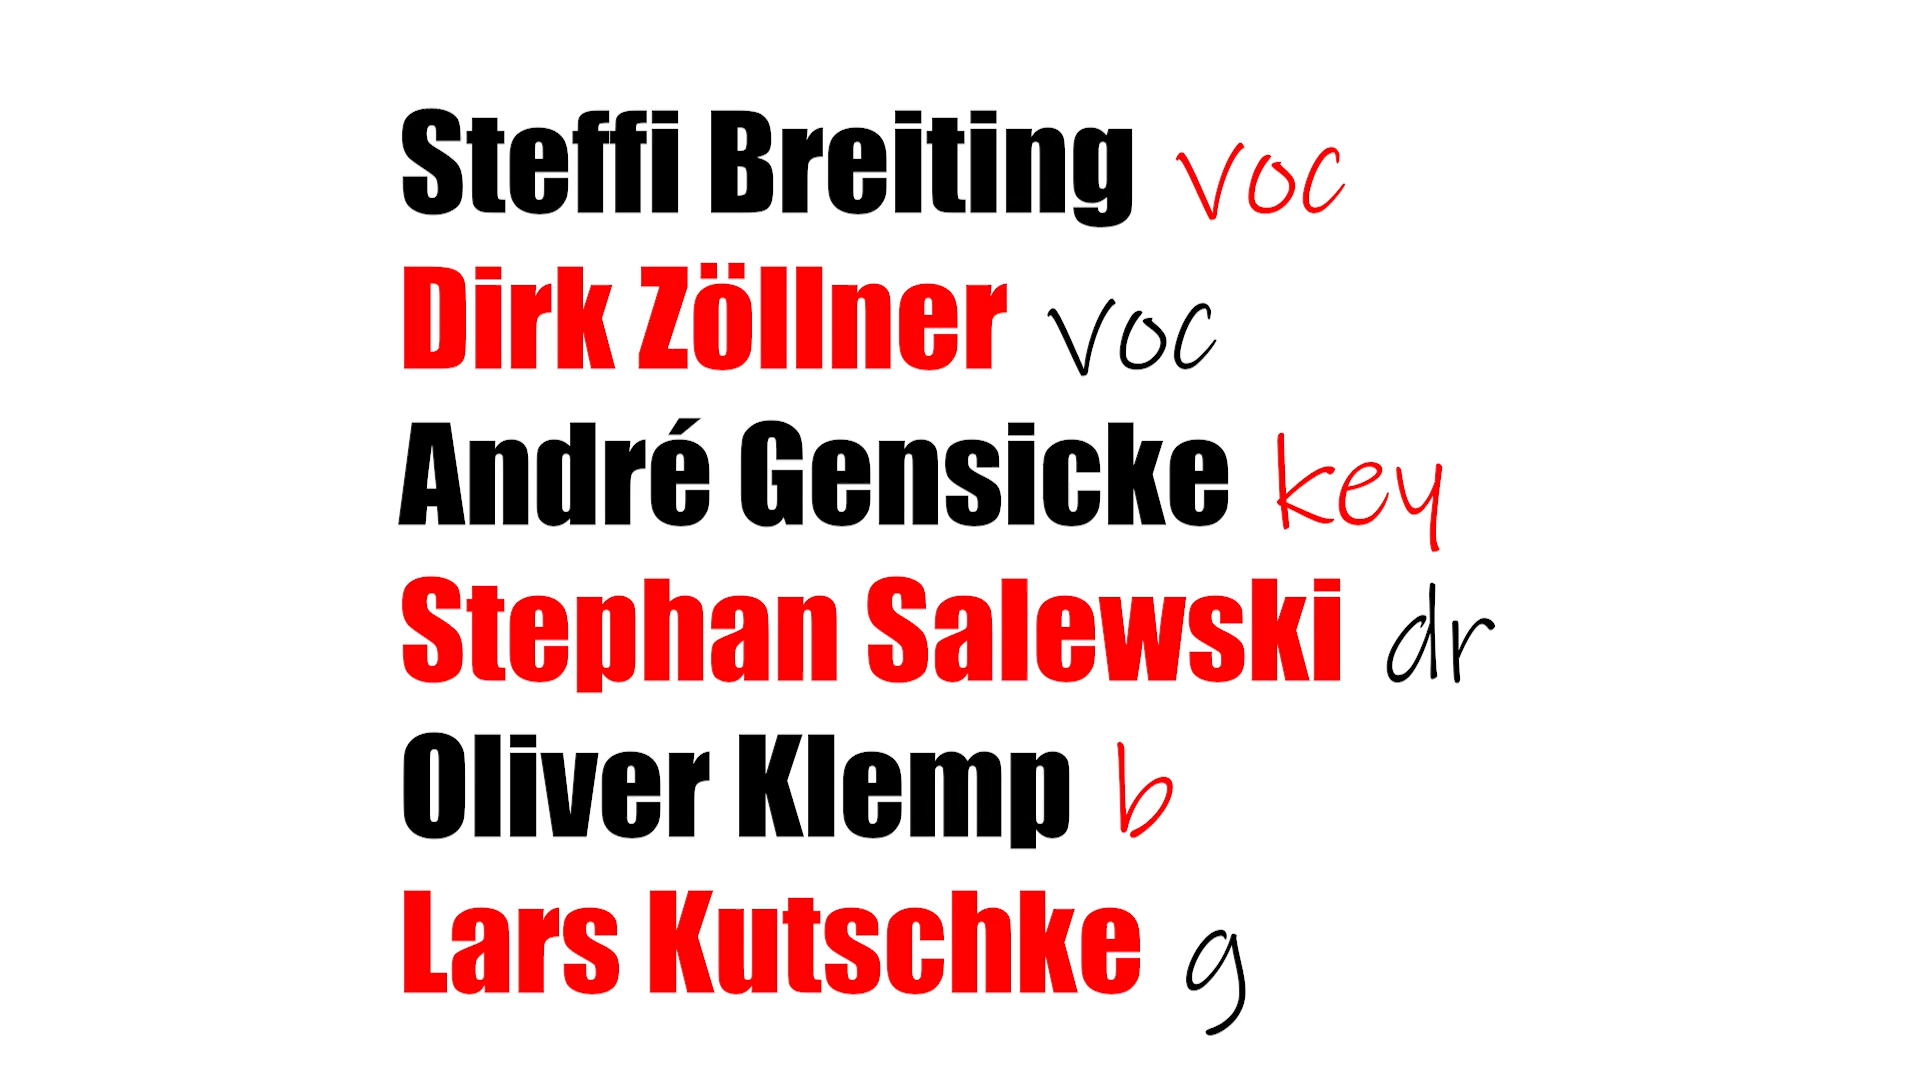 Steffi Breiting voc
Dirk Zöllner voc
André Gensicke key
Stephan Salewski dr
Oliver Klemp b
Lars Kutschke g